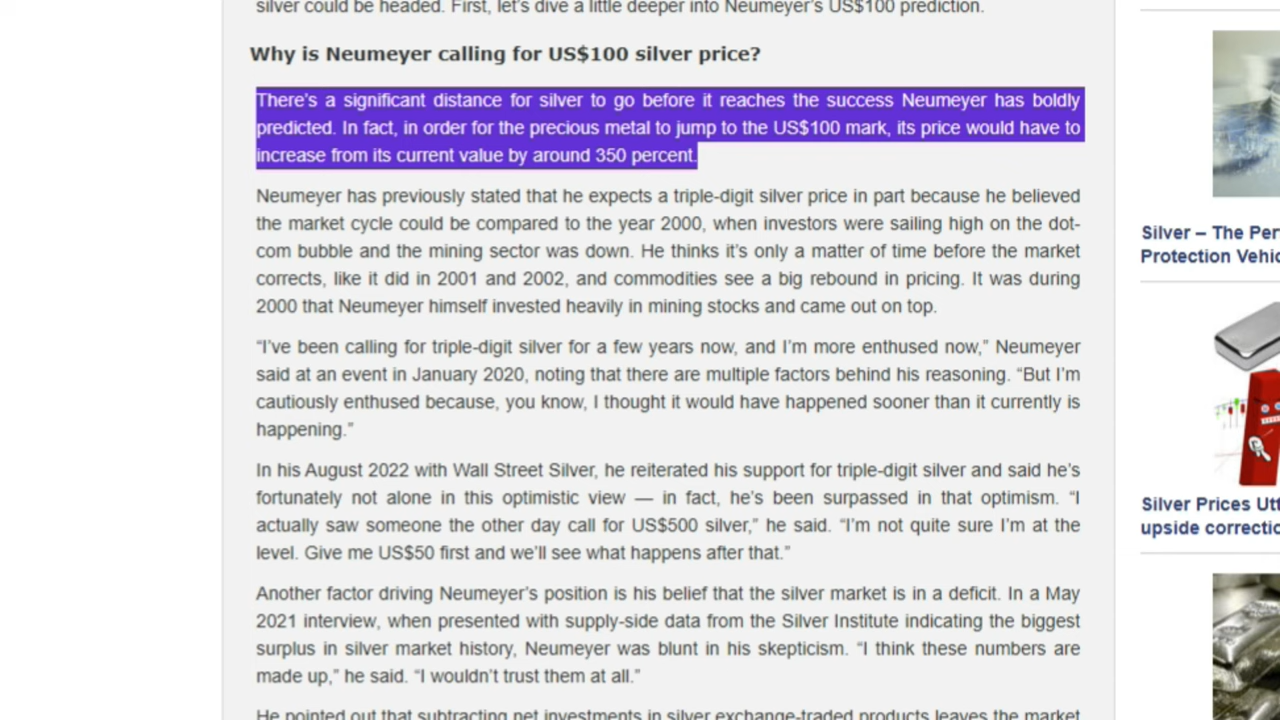 silver could be headed. First, let's dive a little deeper into Neumeyer's US$100 prediction.
Why is Neumeyer calling for US$100 silver price?
There's a significant distance for silver to go before it reaches the success Neumeyer has boldly
predicted. In fact, in order for the precious metal to jump to the US$100 mark, its price would have to
increase from its current value by around 350 percent.
Neumeyer has previously stated that he expects a triple-digit silver price in part because he believed
the market cycle could be compared to the year 2000, when investors were sailing high on the dot-
com bubble and the mining sector was down. He thinks it's only a matter of time before the market
corrects, like it did in 2001 and 2002, and commodities see a big rebound in pricing. It was during
2000 that Neumeyer himself invested heavily in mining stocks and came out on top.
“I've been calling for triple-digit silver for a few years now, and I'm more enthused now,” Neumeyer
said at an event in January 2020, noting that there are multiple factors behind his reasoning. “But I'm
cautiously enthused because, you know, I thought it would have happened sooner than it currently is
happening.”
In his August 2022 with Wall Street Silver, he reiterated his support for triple-digit silver and said he's
fortunately not alone in this optimistic view — in fact, he's been surpassed in that optimism. “I
actually saw someone the other day call for US$500 silver,” he said. “I'm not quite sure I'm at the
level. Give me US$50 first and we'll see what happens after that.”
Another factor driving Neumeyer's position is his belief that the silver market is in a deficit. In a May
2021 interview, when presented with supply-side data from the Silver Institute indicating the biggest
surplus in silver market history, Neumeyer was blunt in his skepticism. “I think these numbers are
made up,” he said. “I wouldn't trust them at all.”
He pointed out that subtracting net investments in silver exchange-traded products leaves the market
Silver – The Per
Protection Vehic
Silver Prices Utt
upside correctio